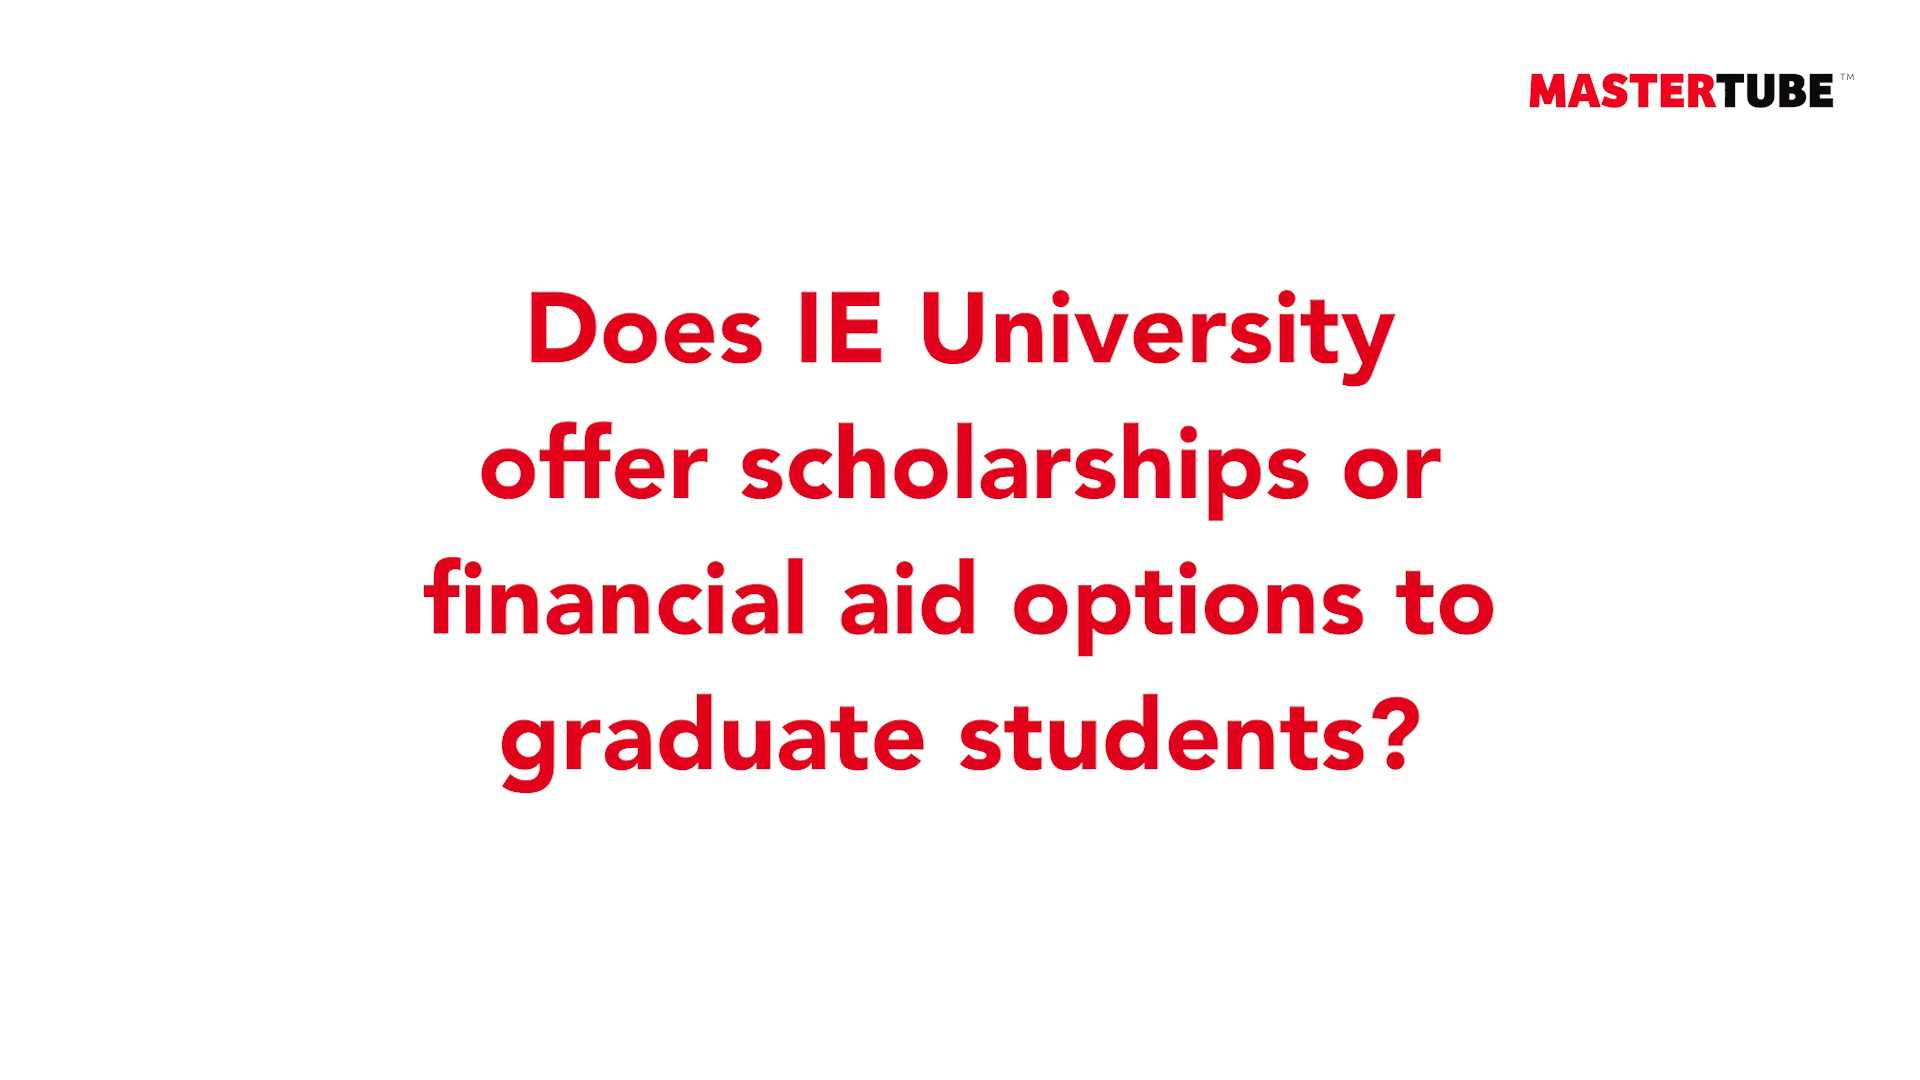 MASTERTUBE™
Does IE University
offer scholarships or
financial aid options to
graduate students?